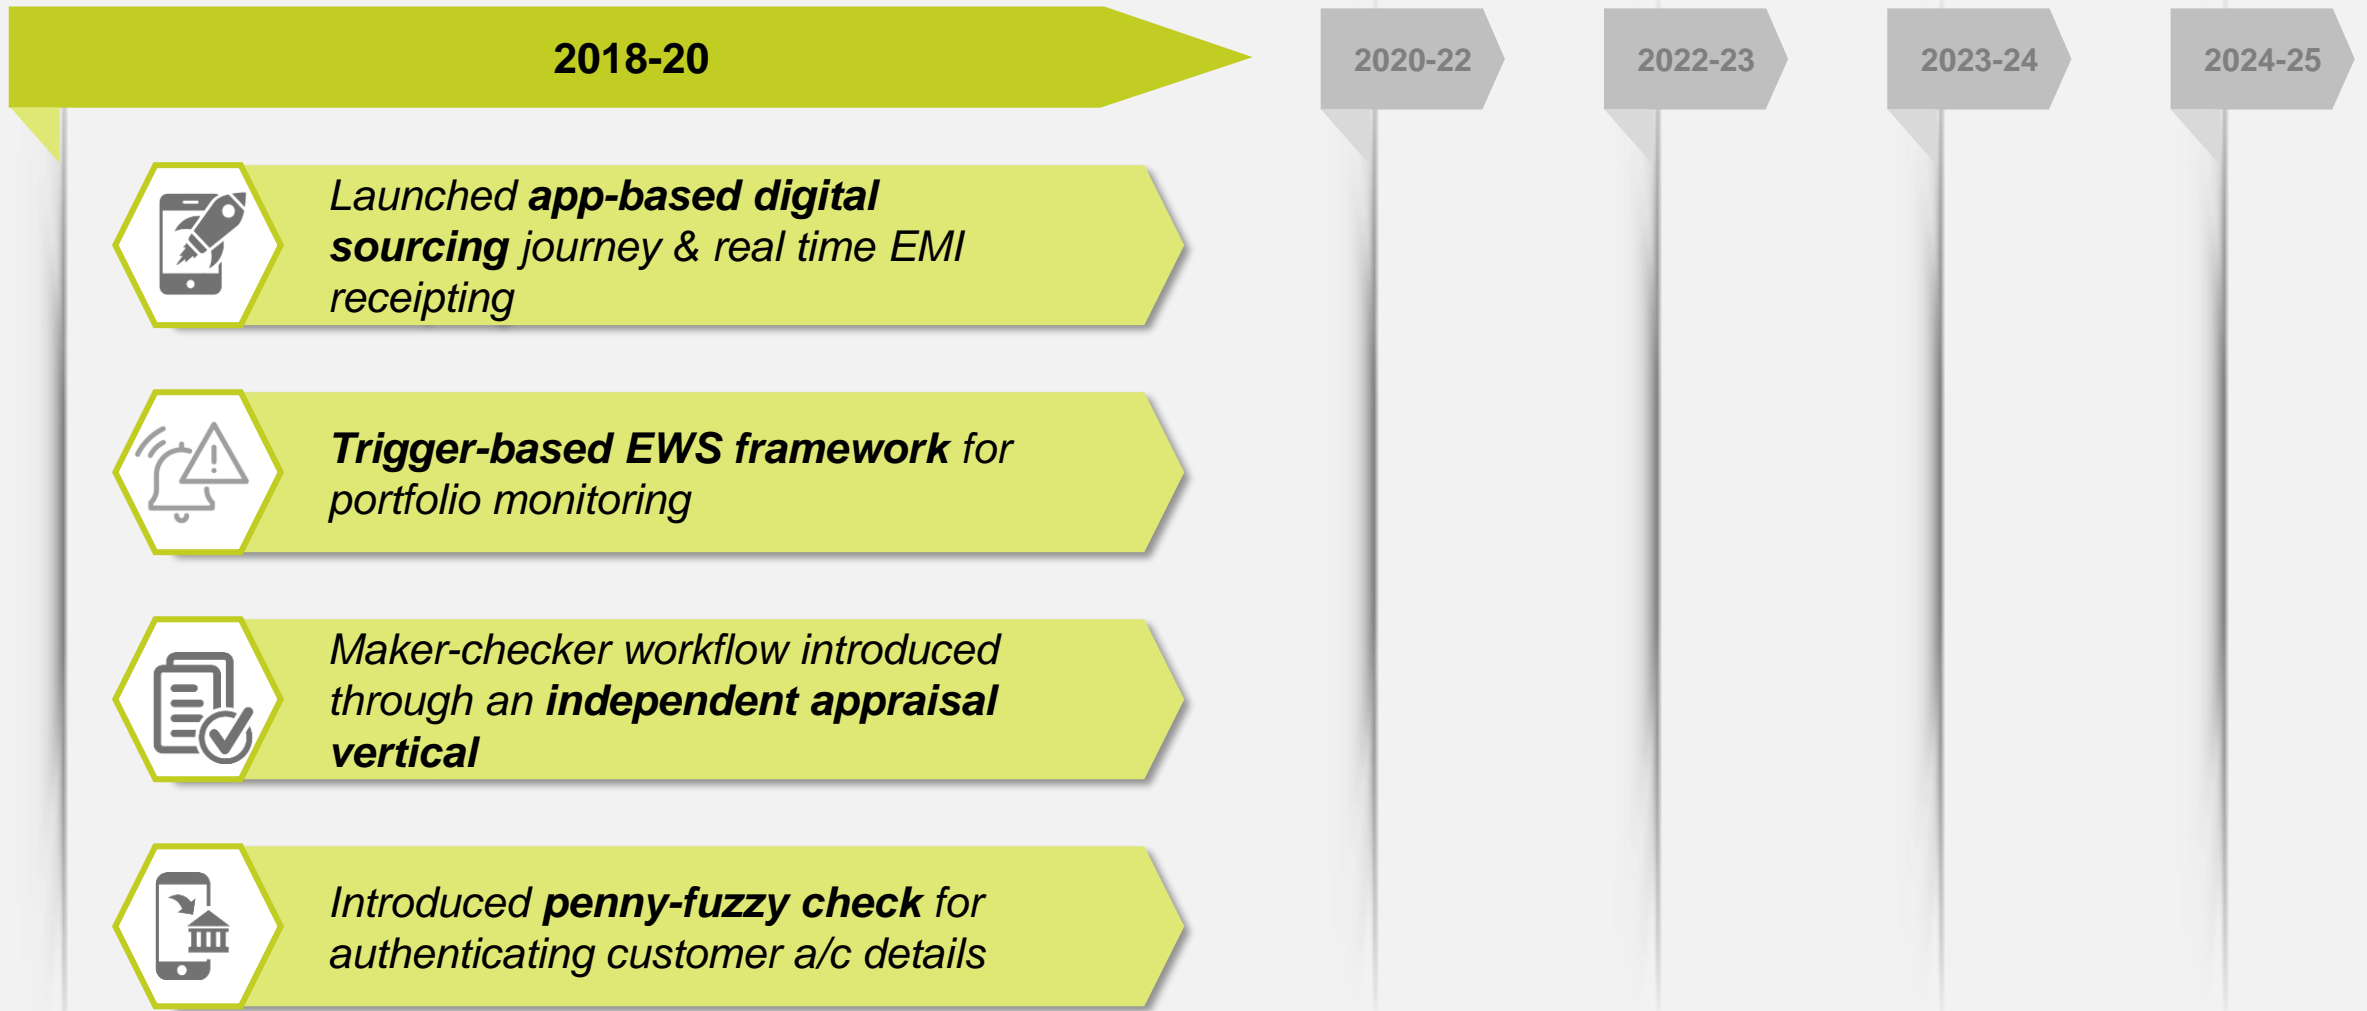 2018-20
2020-22
2022-23
2023-24
2024-25
Launched app-based digital
sourcing journey & real time EMI
receipting
Trigger-based EWS framework for
portfolio monitoring
Maker-checker workflow introduced
through an independent appraisal
vertical
Introduced penny-fuzzy check for
authenticating customer a/c details